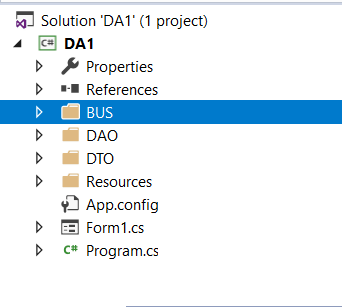 Solution 'DA1' (1 project)
DA1
Properties
References
BUS
DAO
DTO
Resources
App.config
Form1.cs
Program.cs